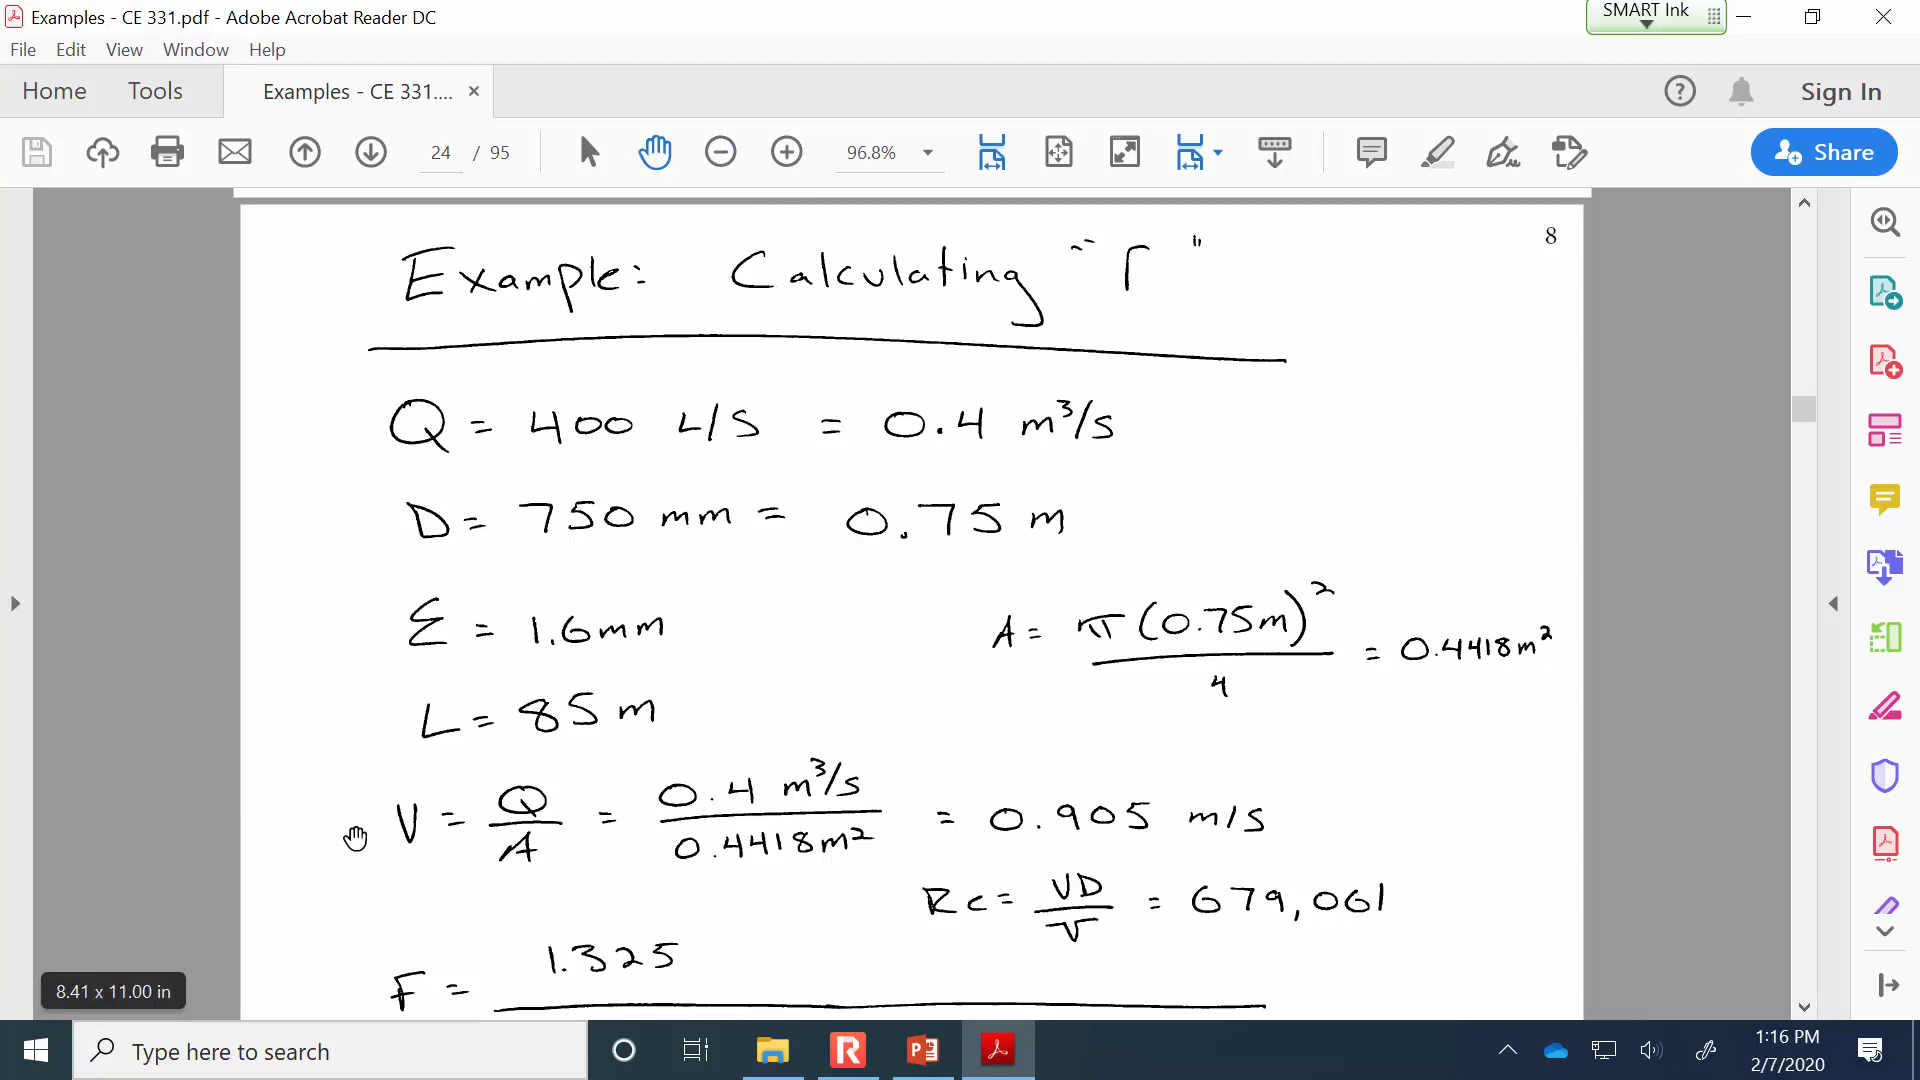 Examples - CE 331.pdf - Adobe Acrobat Reader DC
SMART Ink
File Edit View Window Help
Home Tools Examples - CE 331.... × Sign In
24 / 95 96.8% Share
8
Example: Calculating "f"
Q = 400 L/S = 0.4 m³/s
D = 750 mm = 0.75 m
Ɛ = 1.6mm
A = π(0.75m)² / 4 = 0.4418m²
L = 85 m
V = Q/A = 0.4 m³/s / 0.4418m² = 0.905 m/s
Re = VD/ν = 679,061
F = 1.325
8.41 x 11.00 in
Type here to search
1:16 PM
2/7/2020